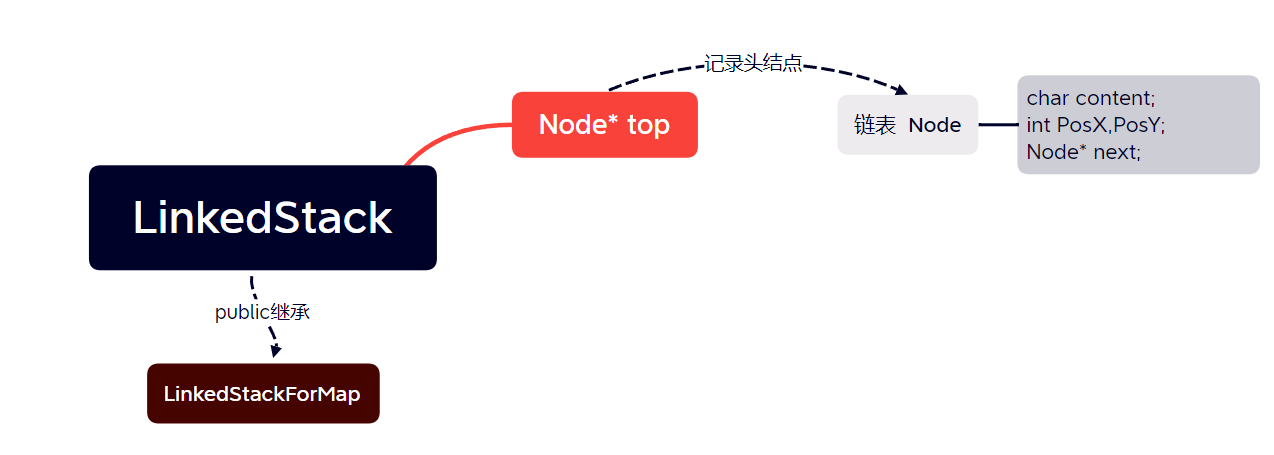 记录头结点
Node* top
链表 Node
char content;
int PosX,PosY;
Node* next;
LinkedStack
public继承
LinkedStackForMap